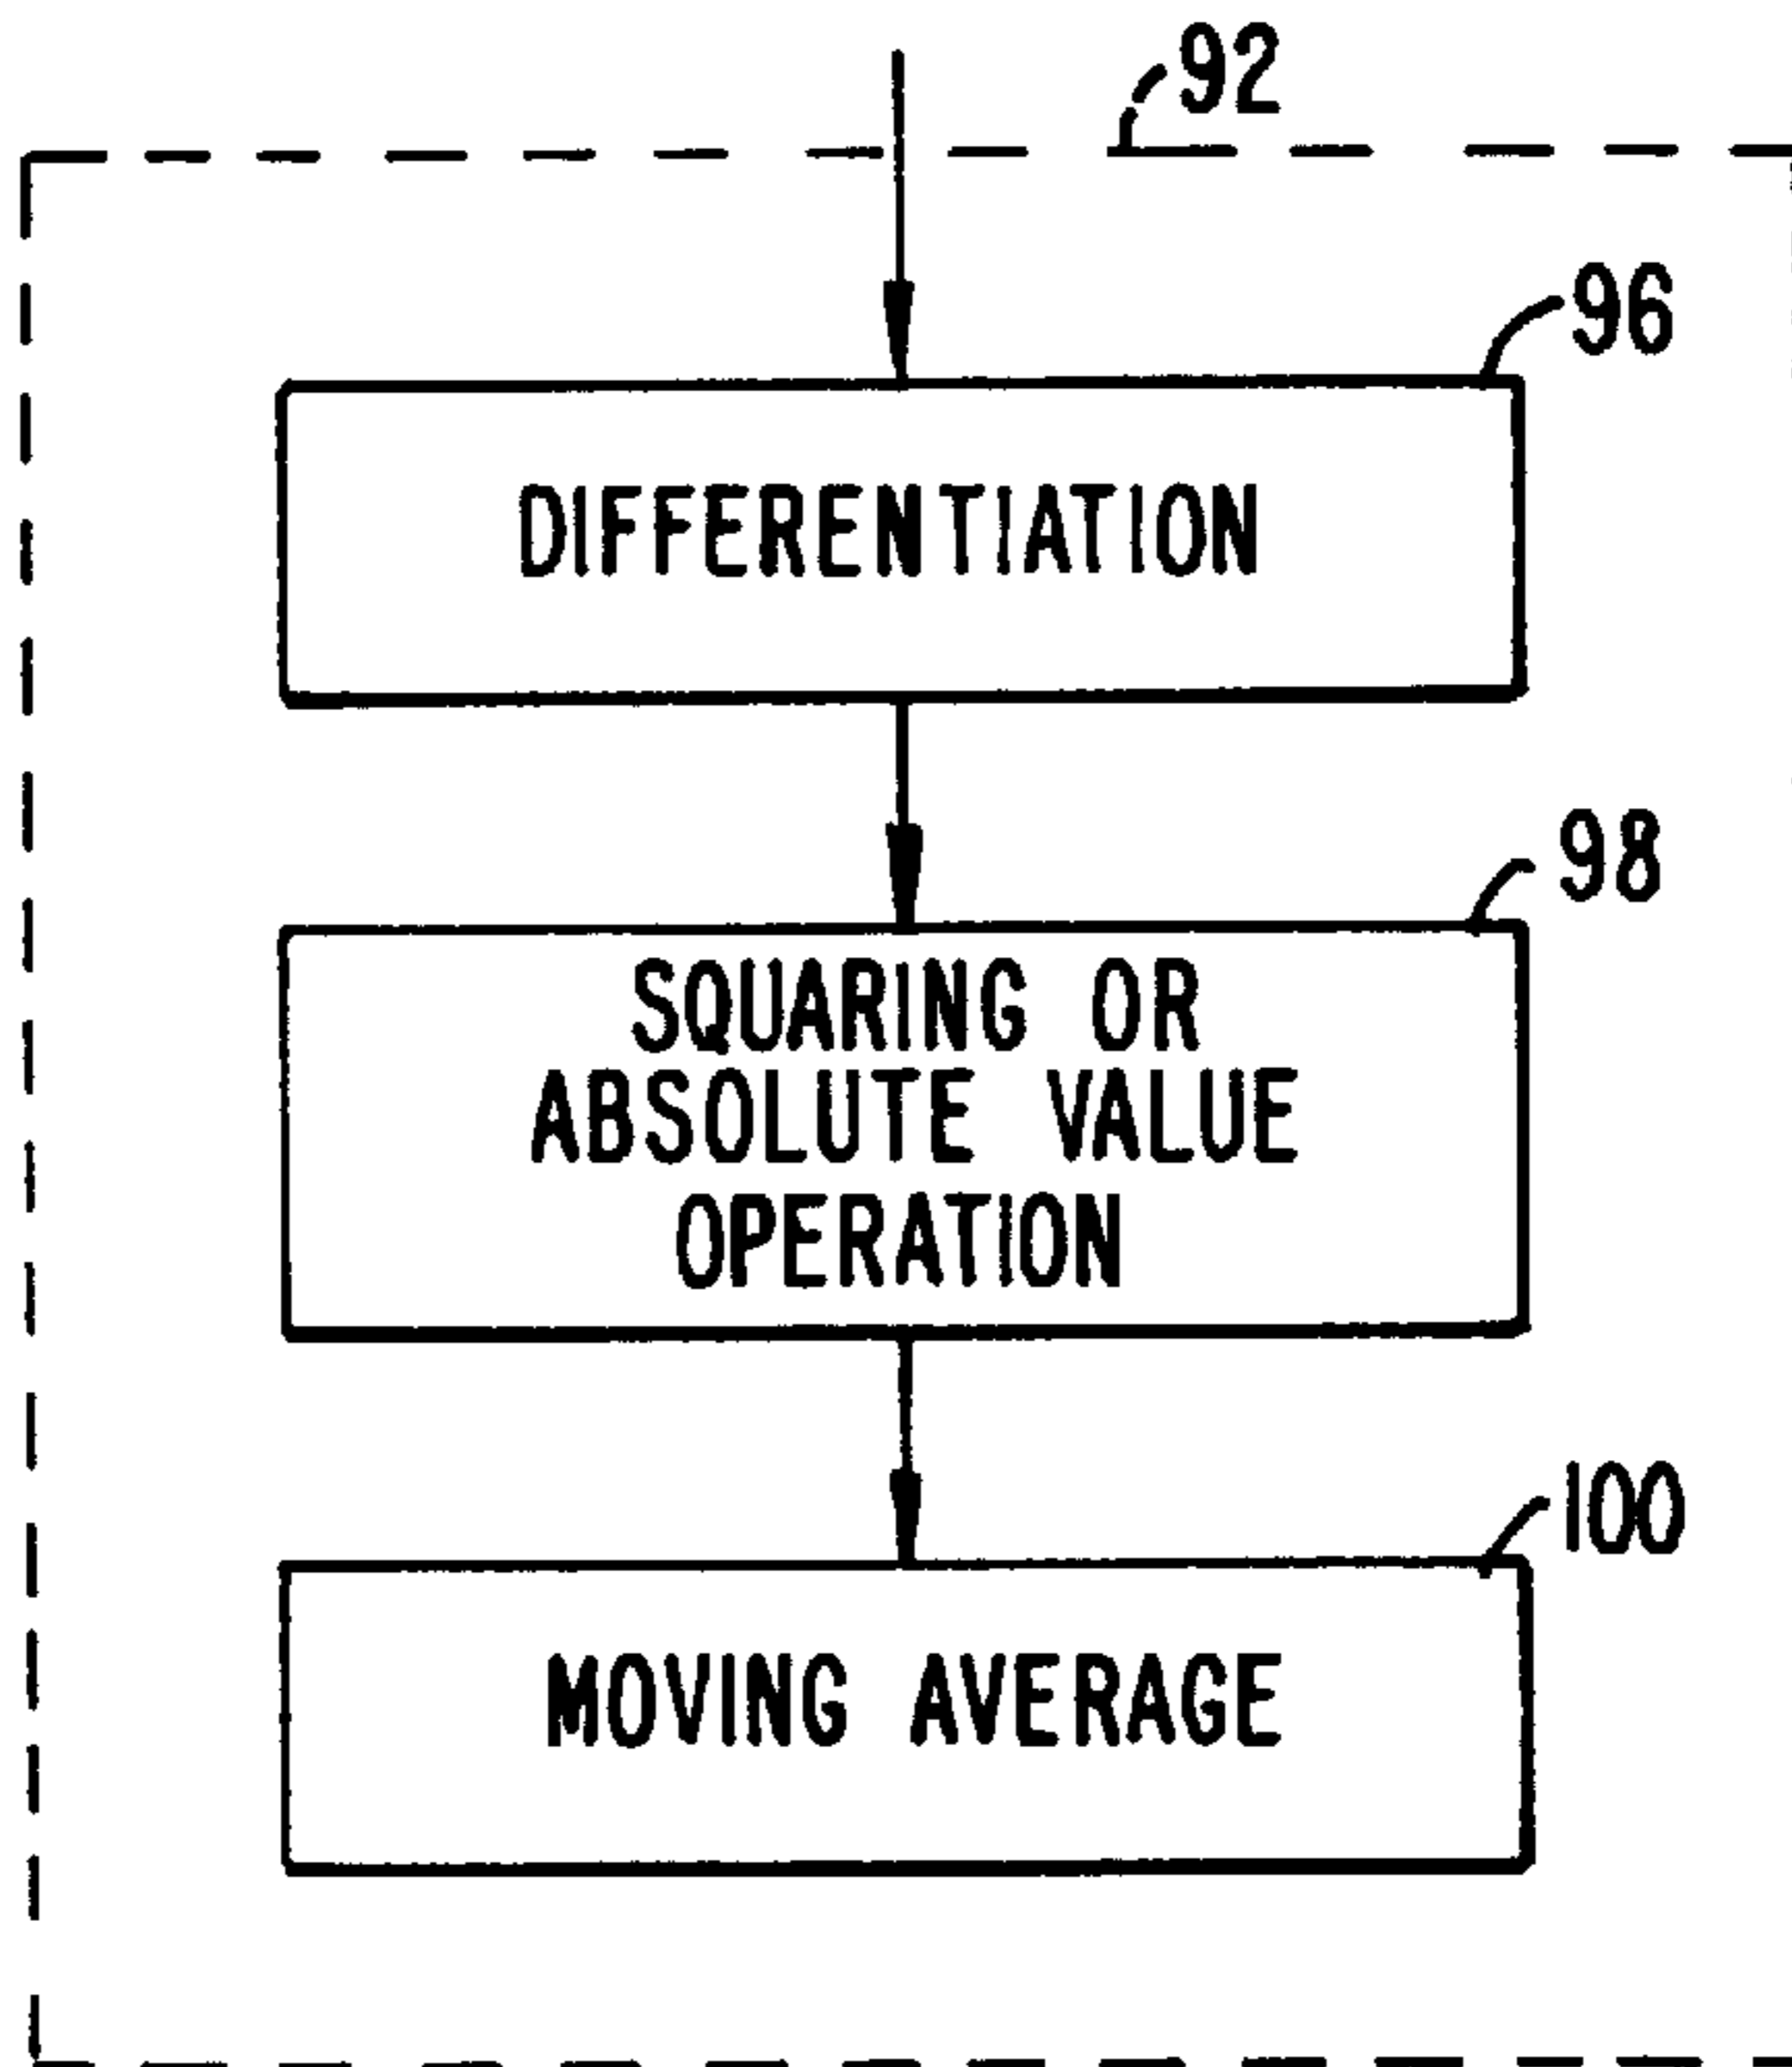 92
96
DIFFERENTIATION
98
SQUARING OR
ABSOLUTE VALUE
OPERATION
100
MOVING AVERAGE